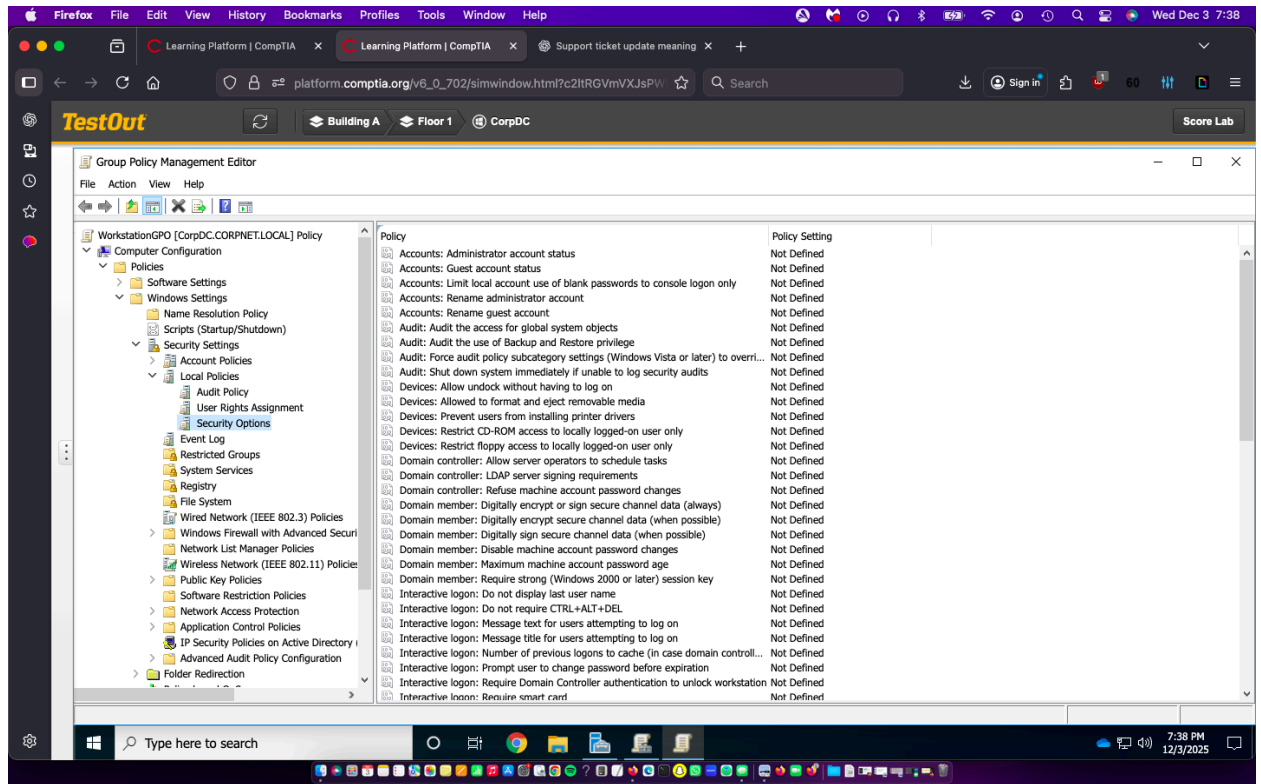 Firefox File Edit View History Bookmarks Profiles Tools Window Help Wed Dec 3 7:38
Learning Platform | CompTIA Learning Platform | CompTIA Support ticket update meaning
platform.comptia.org/v6_0_702/simwindow.html?c2ltRGVmVXJsPW Search Sign in 1 60
TestOut Building A Floor 1 CorpDC Score Lab
Group Policy Management Editor
File Action View Help
WorkstationGPO [CorpDC.CORPNET.LOCAL] Policy
Computer Configuration
Policies
Software Settings
Windows Settings
Name Resolution Policy
Scripts (Startup/Shutdown)
Security Settings
Account Policies
Local Policies
Audit Policy
User Rights Assignment
Security Options
Event Log
Restricted Groups
System Services
Registry
File System
Wired Network (IEEE 802.3) Policies
Windows Firewall with Advanced Securi
Network List Manager Policies
Wireless Network (IEEE 802.11) Policies
Public Key Policies
Software Restriction Policies
Network Access Protection
Application Control Policies
IP Security Policies on Active Directory
Advanced Audit Policy Configuration
Folder Redirection
Policy Policy Setting
Accounts: Administrator account status Not Defined
Accounts: Guest account status Not Defined
Accounts: Limit local account use of blank passwords to console logon only Not Defined
Accounts: Rename administrator account Not Defined
Accounts: Rename guest account Not Defined
Audit: Audit the access for global system objects Not Defined
Audit: Audit the use of Backup and Restore privilege Not Defined
Audit: Force audit policy subcategory settings (Windows Vista or later) to overri... Not Defined
Audit: Shut down system immediately if unable to log security audits Not Defined
Devices: Allow undock without having to log on Not Defined
Devices: Allowed to format and eject removable media Not Defined
Devices: Prevent users from installing printer drivers Not Defined
Devices: Restrict CD-ROM access to locally logged-on user only Not Defined
Devices: Restrict floppy access to locally logged-on user only Not Defined
Domain controller: Allow server operators to schedule tasks Not Defined
Domain controller: LDAP server signing requirements Not Defined
Domain controller: Refuse machine account password changes Not Defined
Domain member: Digitally encrypt or sign secure channel data (always) Not Defined
Domain member: Digitally encrypt secure channel data (when possible) Not Defined
Domain member: Digitally sign secure channel data (when possible) Not Defined
Domain member: Disable machine account password changes Not Defined
Domain member: Maximum machine account password age Not Defined
Domain member: Require strong (Windows 2000 or later) session key Not Defined
Interactive logon: Do not display last user name Not Defined
Interactive logon: Do not require CTRL+ALT+DEL Not Defined
Interactive logon: Message text for users attempting to log on Not Defined
Interactive logon: Message title for users attempting to log on Not Defined
Interactive logon: Number of previous logons to cache (in case domain controll... Not Defined
Interactive logon: Prompt user to change password before expiration Not Defined
Interactive logon: Require Domain Controller authentication to unlock workstation Not Defined
Interactive logon: Require smart card Not Defined
Type here to search
7:38 PM
12/3/2025